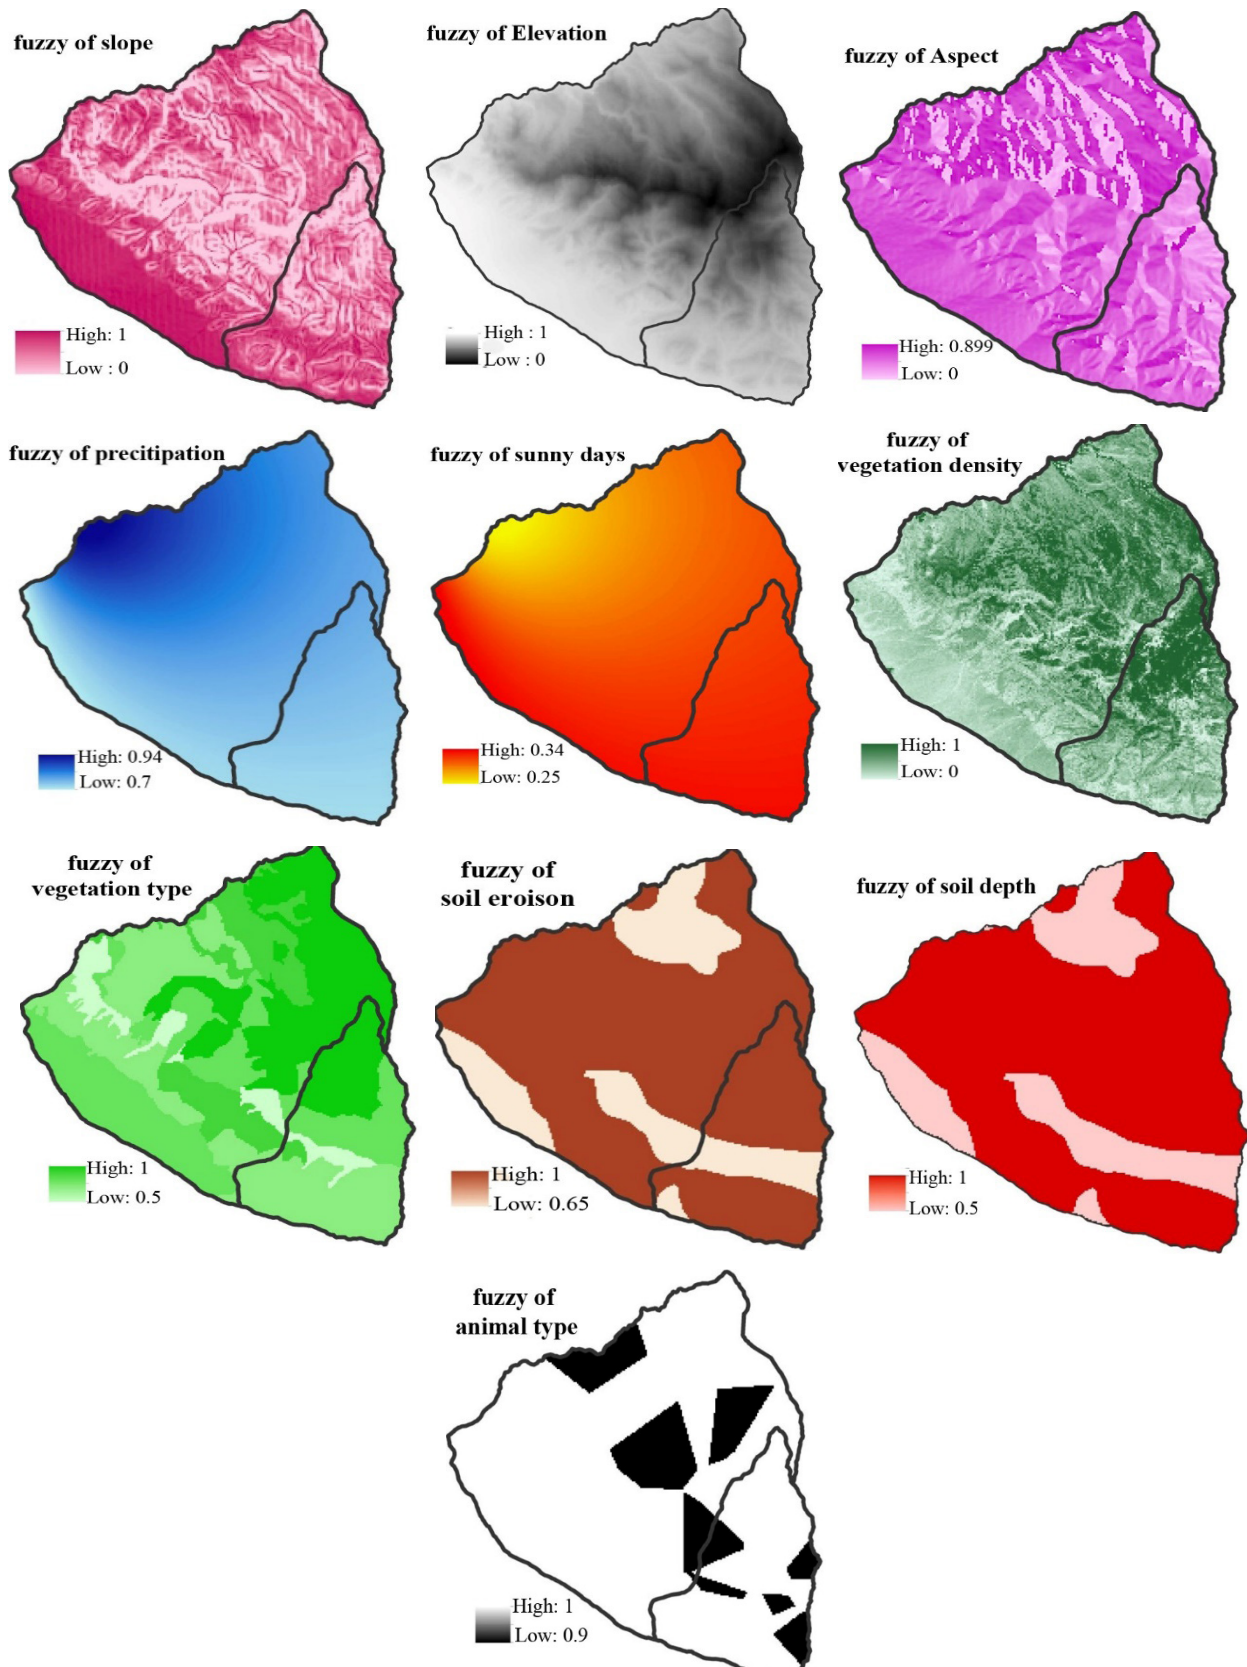 fuzzy of slope
High: 1
Low : 0
fuzzy of Elevation
High : 1
Low : 0
fuzzy of Aspect
High: 0.899
Low: 0
fuzzy of precitipation
High: 0.94
Low: 0.7
fuzzy of sunny days
High: 0.34
Low: 0.25
fuzzy of
vegetation density
High: 1
Low: 0
fuzzy of
vegetation type
High: 1
Low: 0.5
fuzzy of
soil eroison
High: 1
Low: 0.65
fuzzy of soil depth
High: 1
Low: 0.5
fuzzy of
animal type
High: 1
Low: 0.9